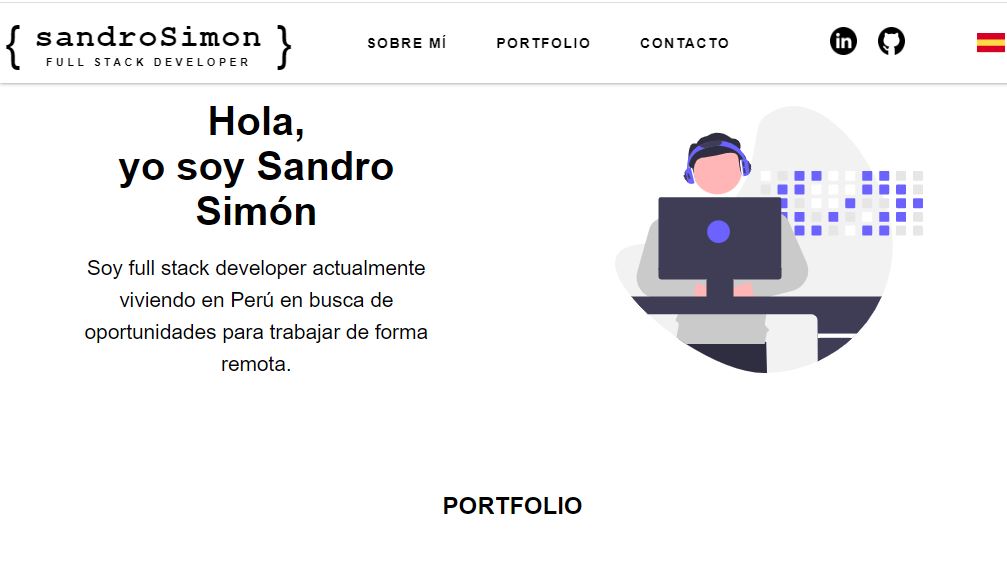 { sandroSimon }
FULL STACK DEVELOPER
SOBRE MÍ
PORTFOLIO
CONTACTO
in
Hola,
yo soy Sandro
Simón
Soy full stack developer actualmente
viviendo en Perú en busca de
oportunidades para trabajar de forma
remota.
PORTFOLIO